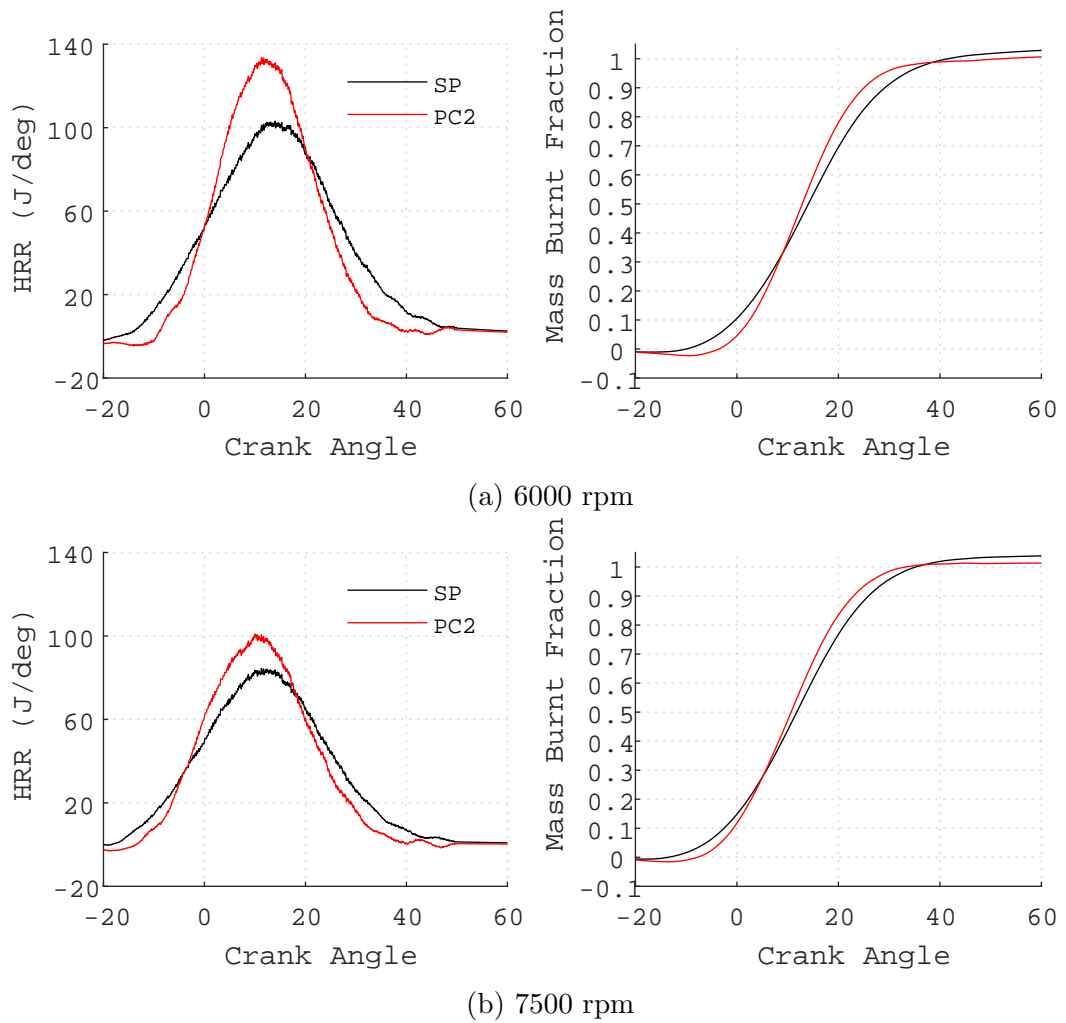 140
100
60
20
-20
HRR (J/deg)
SP
PC2
-20 0 20 40 60
Crank Angle
1
0.9
0.8
0.7
0.6
0.5
0.4
0.3
0.2
0.1
0
-0.1
Mass Burnt Fraction
-20 0 20 40 60
Crank Angle
(a) 6000 rpm
140
100
60
20
-20
HRR (J/deg)
SP
PC2
-20 0 20 40 60
Crank Angle
1
0.9
0.8
0.7
0.6
0.5
0.4
0.3
0.2
0.1
0
-0.1
Mass Burnt Fraction
-20 0 20 40 60
Crank Angle
(b) 7500 rpm